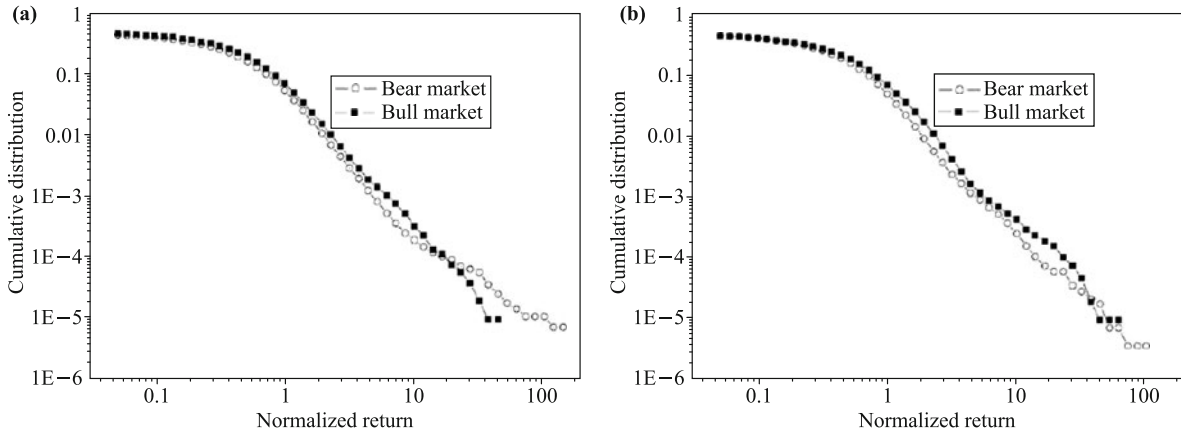 (a)
1
0.1
0.01
1E−3
1E−4
1E−5
1E−6
Cumulative distribution
Bear market
Bull market
0.1 1 10 100
Normalized return
(b)
1
0.1
0.01
1E−3
1E−4
1E−5
1E−6
Cumulative distribution
Bear market
Bull market
0.1 1 10 100
Normalized return